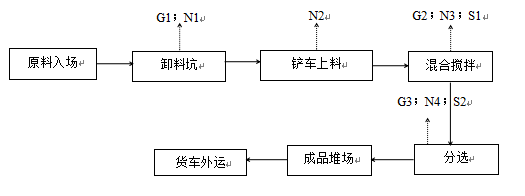 G1；N1
N2
G2；N3；S1
原料入场
卸料坑
铲车上料
混合搅拌
G3；N4；S2
货车外运
成品堆场
分选